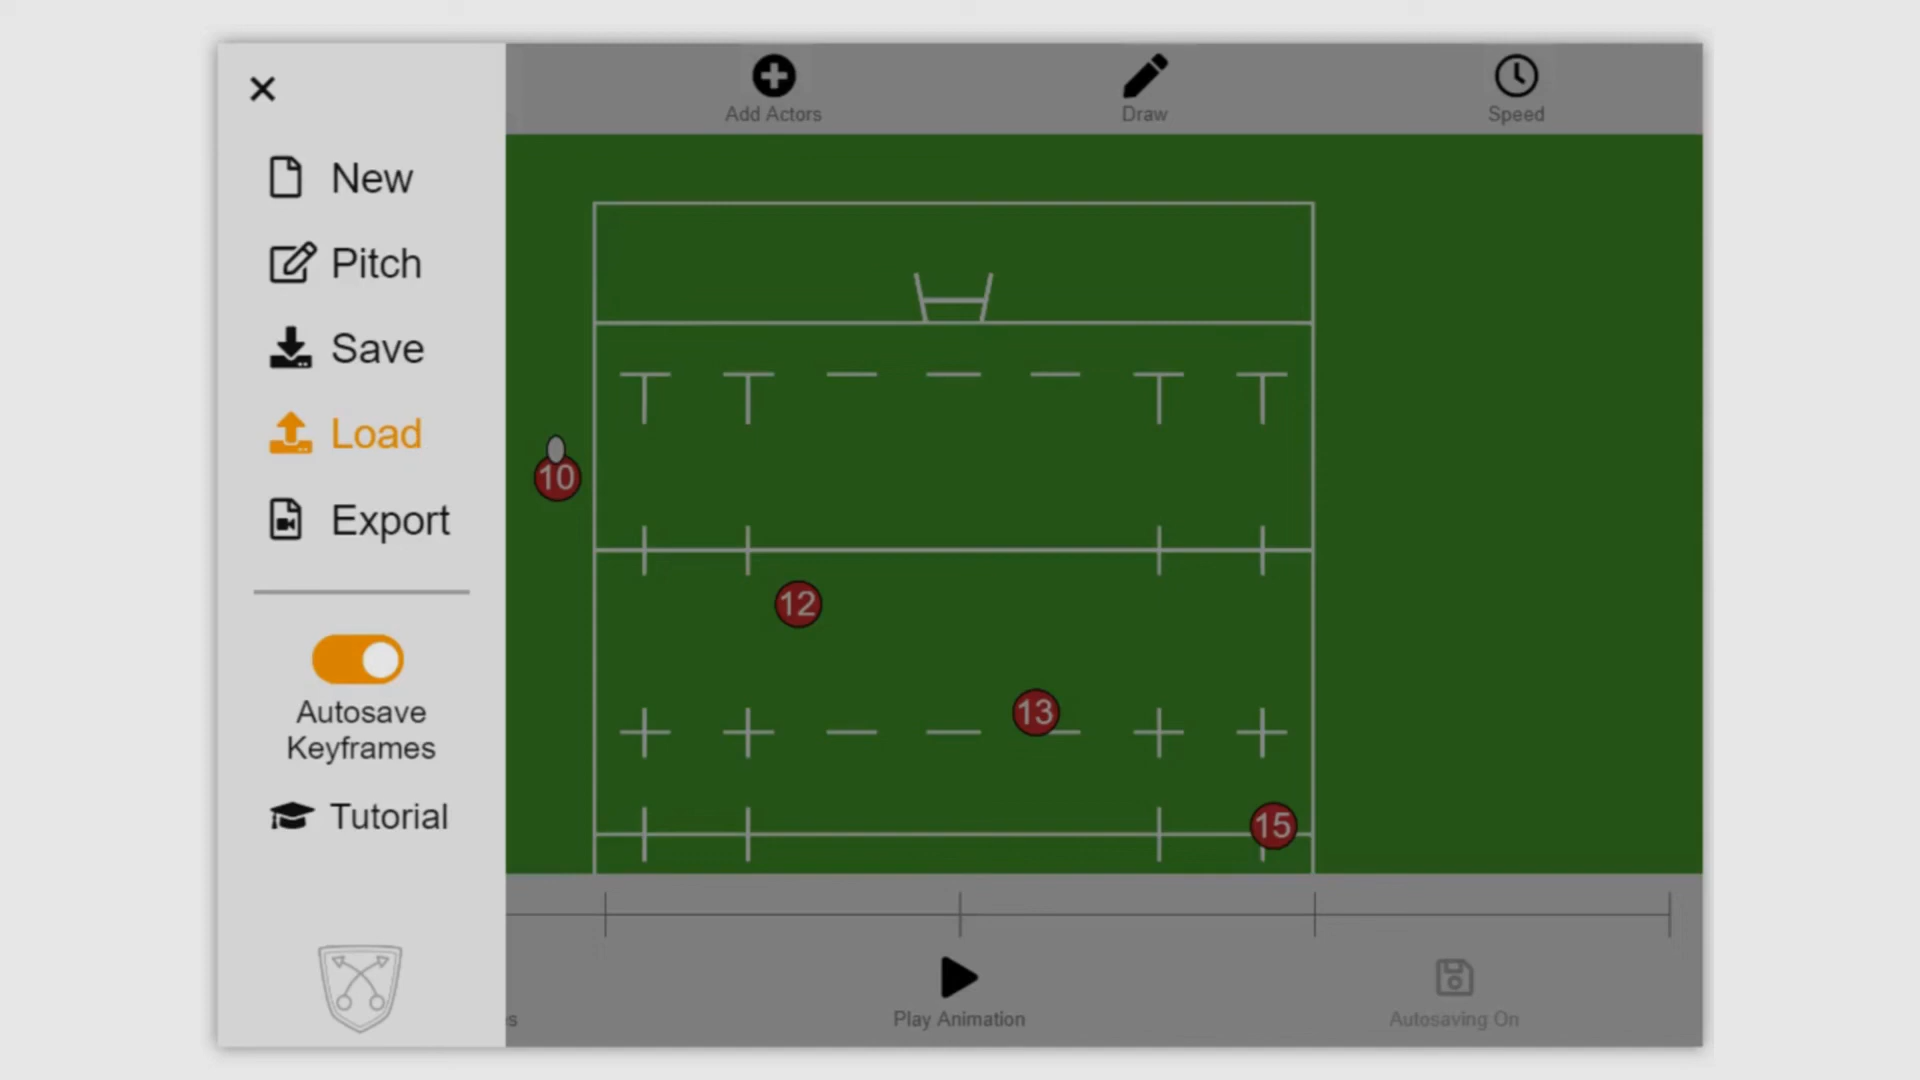 Add Actors
Draw
Speed
New
Pitch
Save
Load
Export
Autosave
Keyframes
Tutorial
10
12
13
15
es
Play Animation
Autosaving On